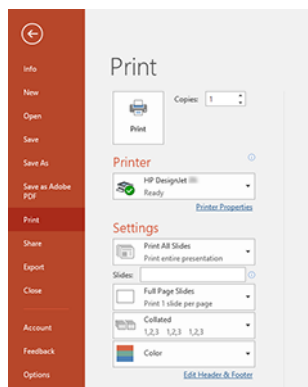 Info
New
Open
Save
Save As
Save as Adobe
PDF
Print
Share
Export
Close
Account
Feedback
Options
Print
Copies: 1
Print
Printer
HP DesignJet
Ready
Printer Properties
Settings
Print All Slides
Print entire presentation
Slides:
Full Page Slides
Print 1 slide per page
Collated
1,2,3 1,2,3 1,2,3
Color
Edit Header & Footer